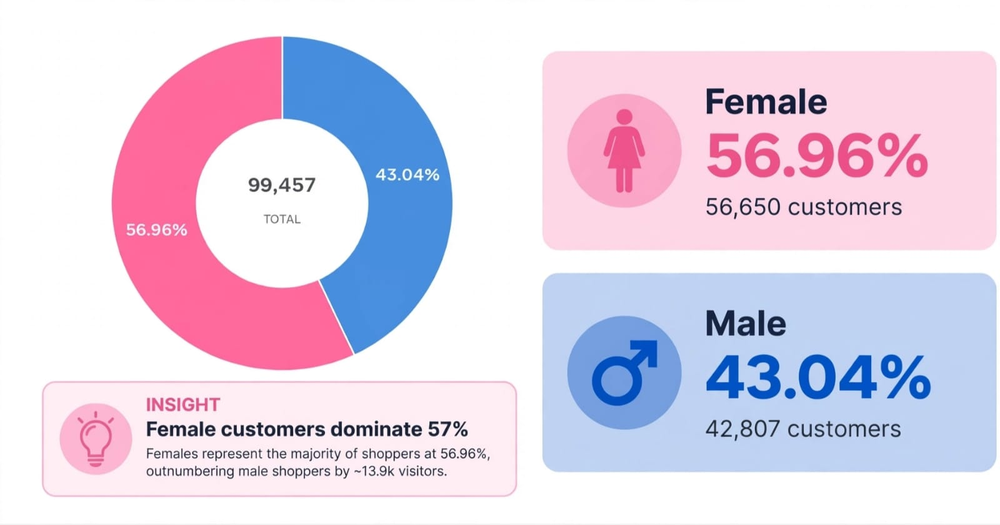 99,457
TOTAL
43.04%
56.96%
INSIGHT
Female customers dominate 57%
Females represent the majority of shoppers at 56.96%,
outnumbering male shoppers by ~13.9k visitors.
Female
56.96%
56,650 customers
Male
43.04%
42,807 customers